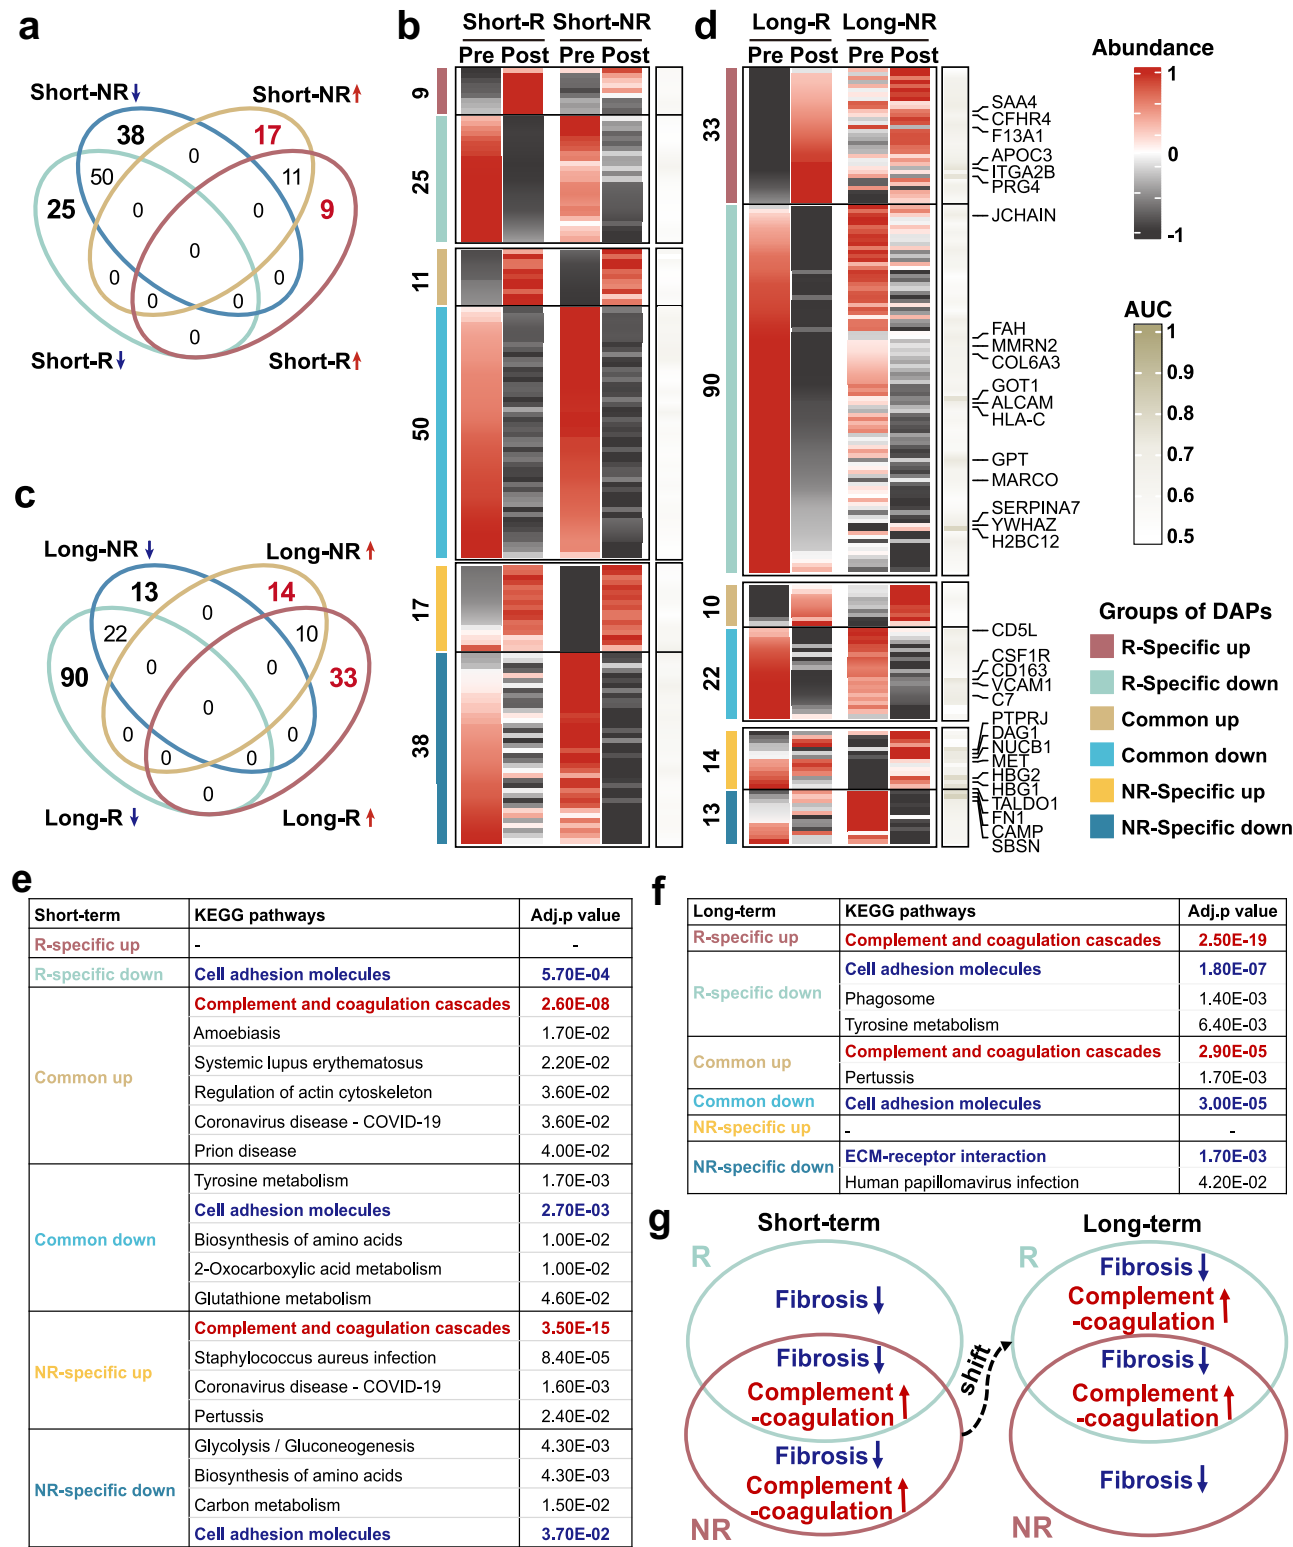 a
Short-NR↓
Short-NR↑
38
17
0
50
11
25
0
0
9
0
0
0
0
0
0
Short-R↓
Short-R↑
b
Short-R Short-NR
Pre Post Pre Post
9
25
11
50
17
38
c
Long-NR↓
Long-NR↑
13
14
0
22
10
90
0
0
33
0
0
0
0
0
0
Long-R↓
Long-R↑
d
Long-R Long-NR
Pre Post Pre Post
33
90
10
22
14
13
SAA4
CFHR4
F13A1
APOC3
ITGA2B
PRG4
JCHAIN
FAH
MMRN2
COL6A3
GOT1
ALCAM
HLA-C
GPT
MARCO
SERPINA7
YWHAZ
H2BC12
CD5L
CSF1R
CD163
VCAM1
C7
PTPRJ
DAG1
NUCB1
MET
HBG2
HBG1
TALDO1
FN1
CAMP
SBSN
Abundance
1
0
-1
AUC
1
0.9
0.8
0.7
0.6
0.5
Groups of DAPs
R-Specific up
R-Specific down
Common up
Common down
NR-Specific up
NR-Specific down
e
Short-term KEGG pathways Adj.p value
R-specific up - -
R-specific down Cell adhesion molecules 5.70E-04
Common up Complement and coagulation cascades 2.60E-08
Amoebiasis 1.70E-02
Systemic lupus erythematosus 2.20E-02
Regulation of actin cytoskeleton 3.60E-02
Coronavirus disease - COVID-19 3.60E-02
Prion disease 4.00E-02
Common down Tyrosine metabolism 1.70E-03
Cell adhesion molecules 2.70E-03
Biosynthesis of amino acids 1.00E-02
2-Oxocarboxylic acid metabolism 1.00E-02
Glutathione metabolism 4.60E-02
NR-specific up Complement and coagulation cascades 3.50E-15
Staphylococcus aureus infection 8.40E-05
Coronavirus disease - COVID-19 1.60E-03
Pertussis 2.40E-02
NR-specific down Glycolysis / Gluconeogenesis 4.30E-03
Biosynthesis of amino acids 4.30E-03
Carbon metabolism 1.50E-02
Cell adhesion molecules 3.70E-02
f
Long-term KEGG pathways Adj.p value
R-specific up Complement and coagulation cascades 2.50E-19
R-specific down Cell adhesion molecules 1.80E-07
Phagosome 1.40E-03
Tyrosine metabolism 6.40E-03
Common up Complement and coagulation cascades 2.90E-05
Pertussis 1.70E-03
Common down Cell adhesion molecules 3.00E-05
NR-specific up - -
NR-specific down ECM-receptor interaction 1.70E-03
Human papillomavirus infection 4.20E-02
g
Short-term
R
Fibrosis↓
Fibrosis↓
Complement
-coagulation↑
Fibrosis↓
Complement
-coagulation↑
NR
shift
Long-term
R
Fibrosis↓
Complement
-coagulation↑
Fibrosis↓
Complement
-coagulation↑
Fibrosis↓
NR